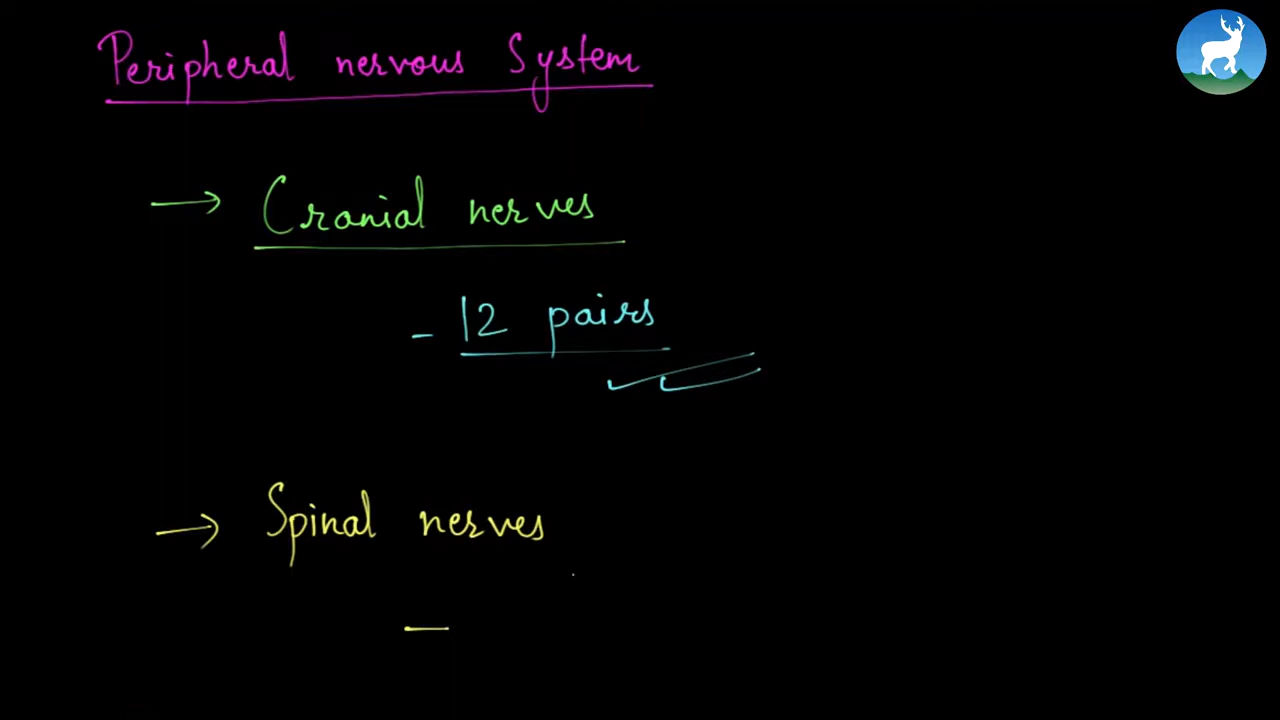 Peripheral nervous System
→ Cranial nerves
- 12 pairs
→ Spinal nerves
—